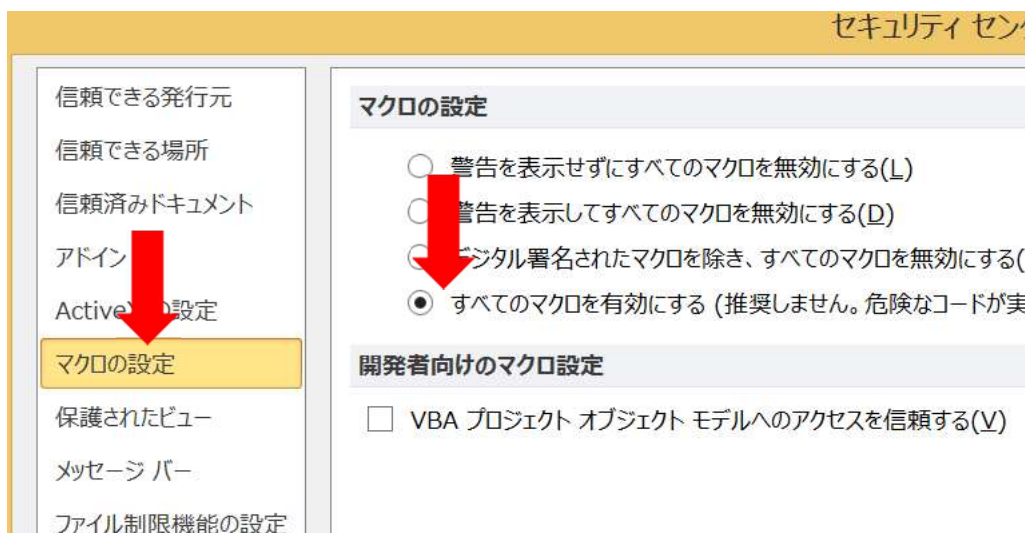 セキュリティ セン
信頼できる発行元
信頼できる場所
信頼済みドキュメント
アドイン
Active の設定
マクロの設定
保護されたビュー
メッセージ バー
ファイル制限機能の設定
マクロの設定
警告を表示せずにすべてのマクロを無効にする(L)
警告を表示してすべてのマクロを無効にする(D)
デジタル署名されたマクロを除き、すべてのマクロを無効にする(
すべてのマクロを有効にする (推奨しません。危険なコードが実
開発者向けのマクロ設定
VBA プロジェクト オブジェクト モデルへのアクセスを信頼する(V)